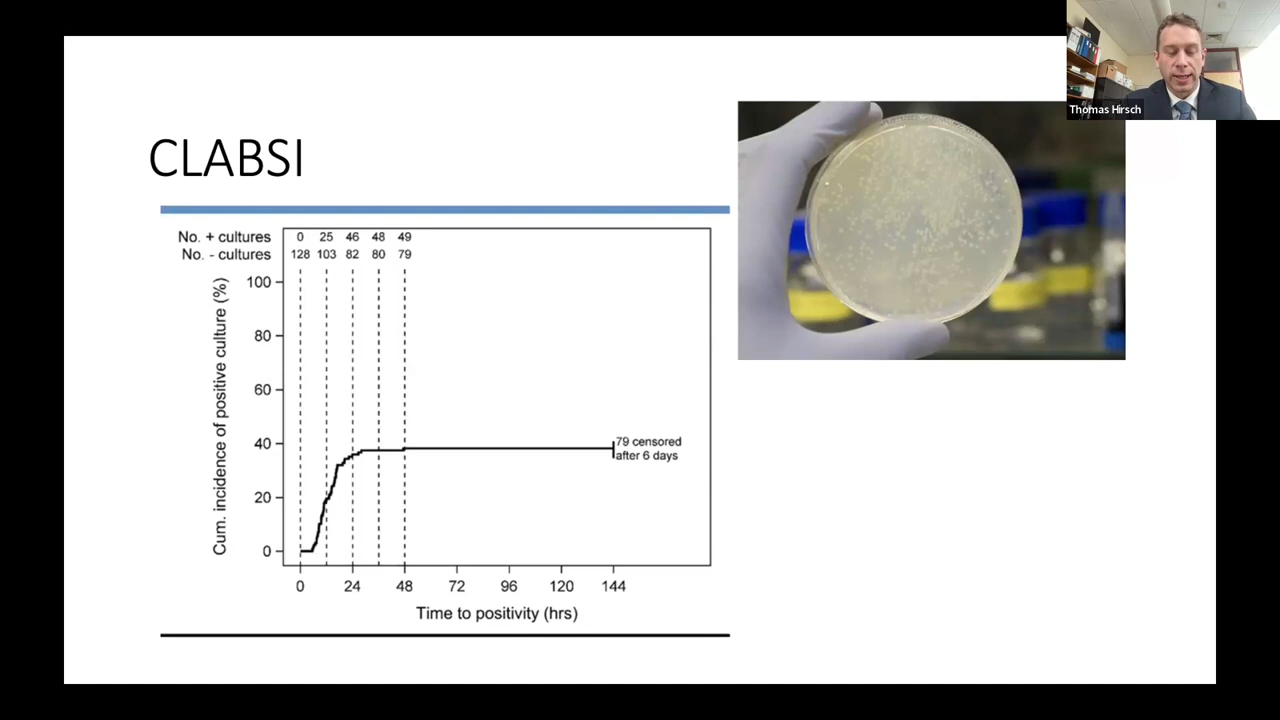 Thomas Hirsch
CLABSI
No. + cultures 0 25 46 48 49
No. - cultures 128 103 82 80 79
Cum. incidence of positive culture (%)
100
80
60
40
20
0
79 censored
after 6 days
0 24 48 72 96 120 144
Time to positivity (hrs)